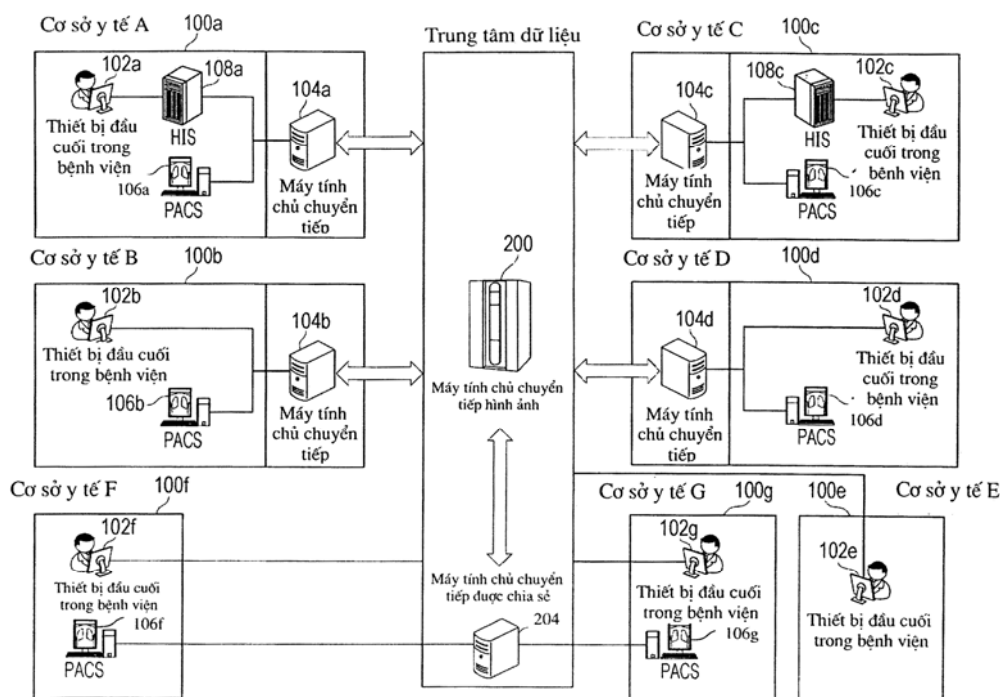 Cơ sở y tế A
100a
102a
108a
Thiết bị đầu
cuối trong
bệnh viện
HIS
106a
PACS
104a
Máy tính
chủ chuyển
tiếp
Trung tâm dữ liệu
Cơ sở y tế C
100c
104c
108c
102c
HIS
Thiết bị đầu
cuối trong
bênh viện
106c
PACS
Máy tính
chủ chuyển
tiếp
Cơ sở y tế B
100b
102b
Thiết bị đầu cuối
trong bệnh viện
106b
PACS
104b
Máy tính
chủ chuyển
tiếp
200
Máy tính chủ chuyển
tiếp hình ảnh
Cơ sở y tế D
100d
104d
102d
Thiết bị đầu
cuối trong
bệnh viện
106d
PACS
Máy tính
chủ chuyển
tiếp
Cơ sở y tế F
100f
102f
Thiết bị đầu cuối
trong bệnh viện
106f
PACS
Máy tính chủ chuyển
tiếp được chia sẻ
204
Cơ sở y tế G
100g
102g
Thiết bị đầu
cuối trong
bệnh viện
106g
PACS
100e
Cơ sở y tế E
102e
Thiết bị đầu cuối
trong bệnh viện